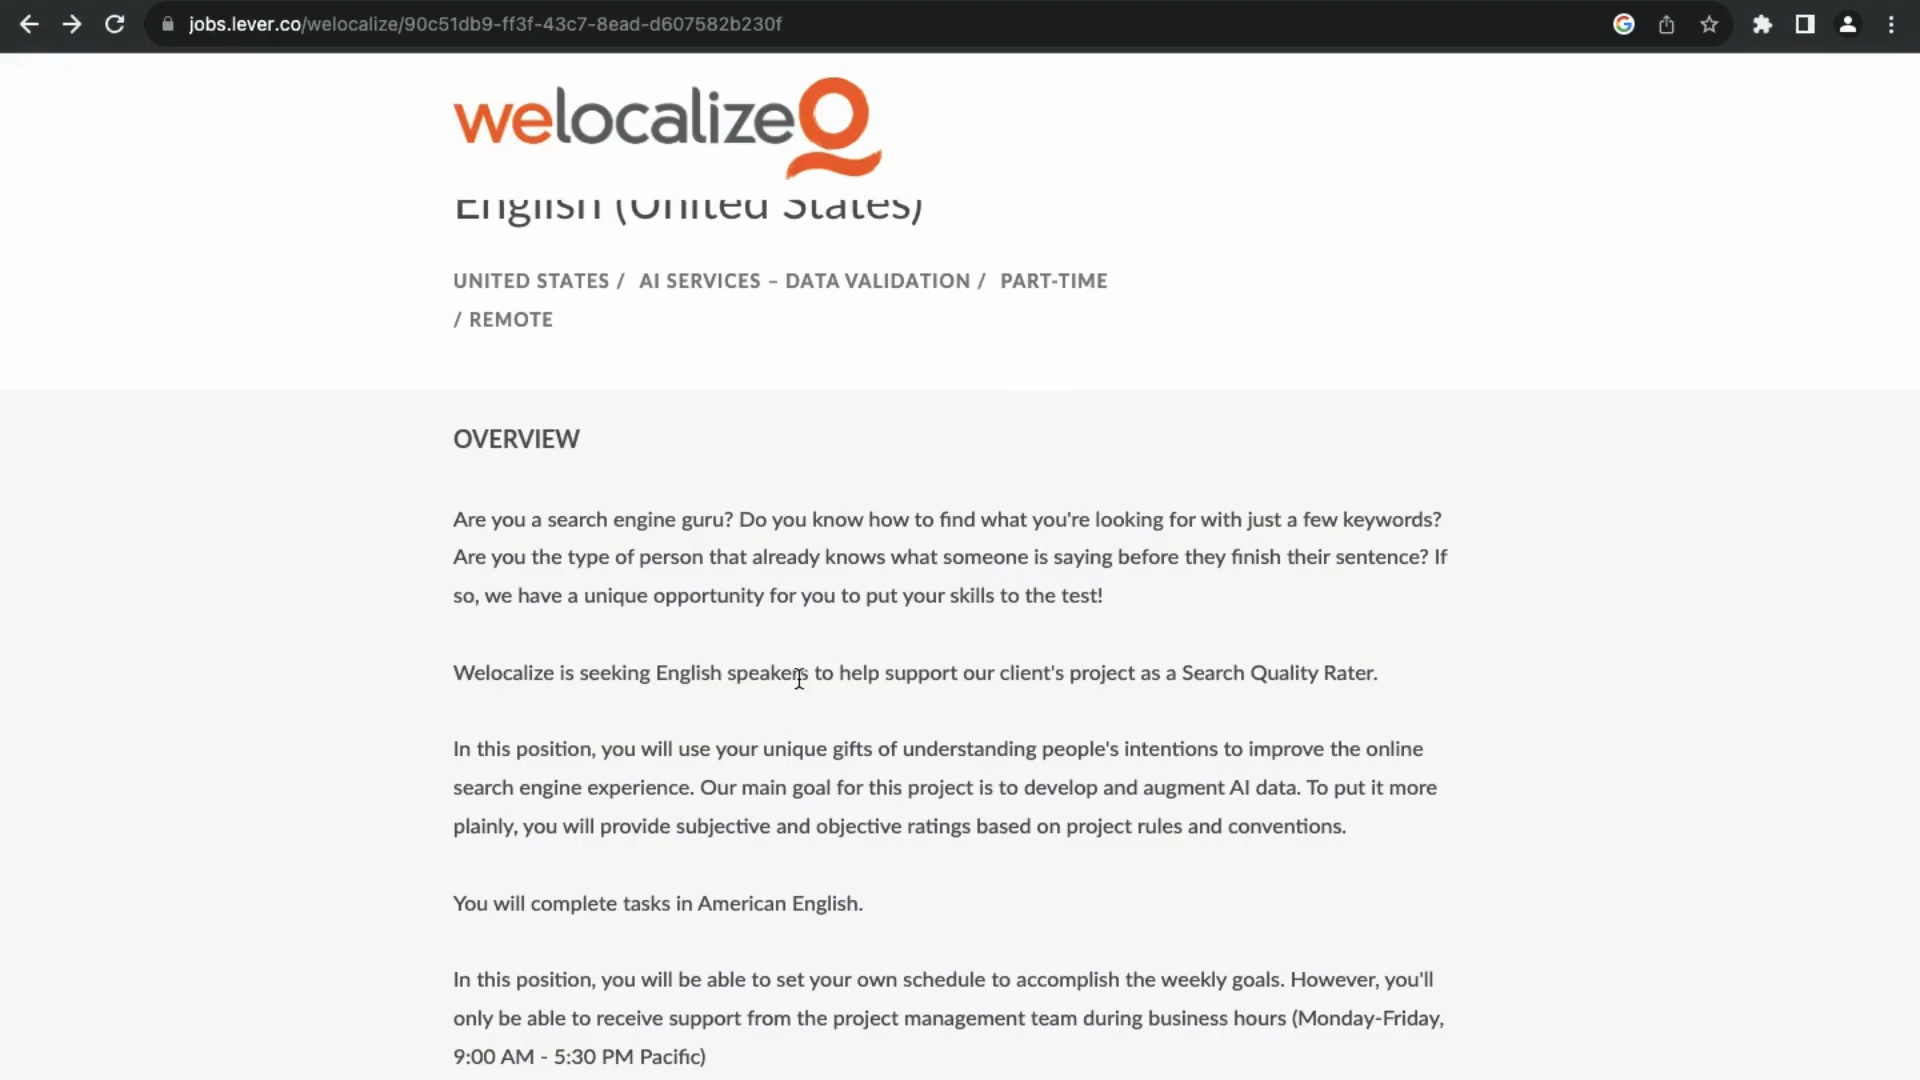 jobs.lever.co/welocalize/90c51db9-ff3f-43c7-8ead-d607582b230f
welocalize
English (United States)
UNITED STATES / AI SERVICES – DATA VALIDATION / PART-TIME
/ REMOTE
OVERVIEW
Are you a search engine guru? Do you know how to find what you're looking for with just a few keywords?
Are you the type of person that already knows what someone is saying before they finish their sentence? If
so, we have a unique opportunity for you to put your skills to the test!
Welocalize is seeking English speakers to help support our client's project as a Search Quality Rater.
In this position, you will use your unique gifts of understanding people's intentions to improve the online
search engine experience. Our main goal for this project is to develop and augment AI data. To put it more
plainly, you will provide subjective and objective ratings based on project rules and conventions.
You will complete tasks in American English.
In this position, you will be able to set your own schedule to accomplish the weekly goals. However, you'll
only be able to receive support from the project management team during business hours (Monday-Friday,
9:00 AM - 5:30 PM Pacific)